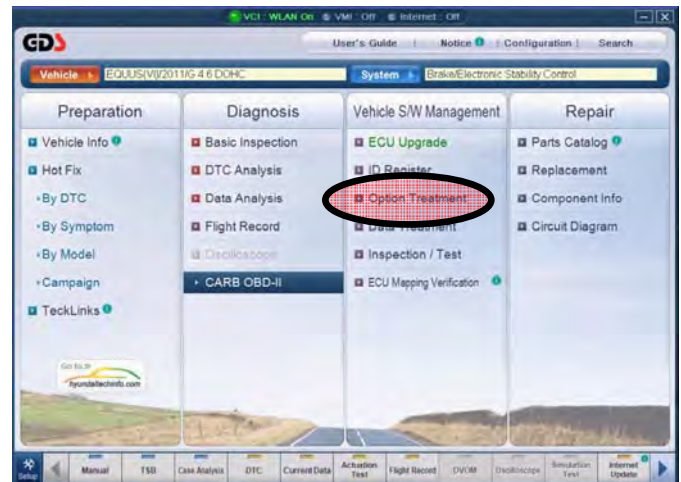 VCI : WLAN On VMI : Off Internet : Off
GDS
User's Guide | Notice | Configuration | Search
Vehicle EQUUS(VI)/2011/G 4.6 DOHC System Brake/Electronic Stability Control
Preparation
Vehicle Info
Hot Fix
By DTC
By Symptom
By Model
Campaign
TeckLinks
Go to
hyundaitechinfo.com
Diagnosis
Basic Inspection
DTC Analysis
Data Analysis
Flight Record
Oscilloscope
CARB OBD-II
Vehicle S/W Management
ECU Upgrade
ID Register
Option Treatment
Data Treatment
Inspection / Test
ECU Mapping Verification
Repair
Parts Catalog
Replacement
Component Info
Circuit Diagram
Setup Manual TSB Case Analysis DTC Current Data Actuation Test Flight Record DVOM Oscilloscope Simulation Test Internet Update